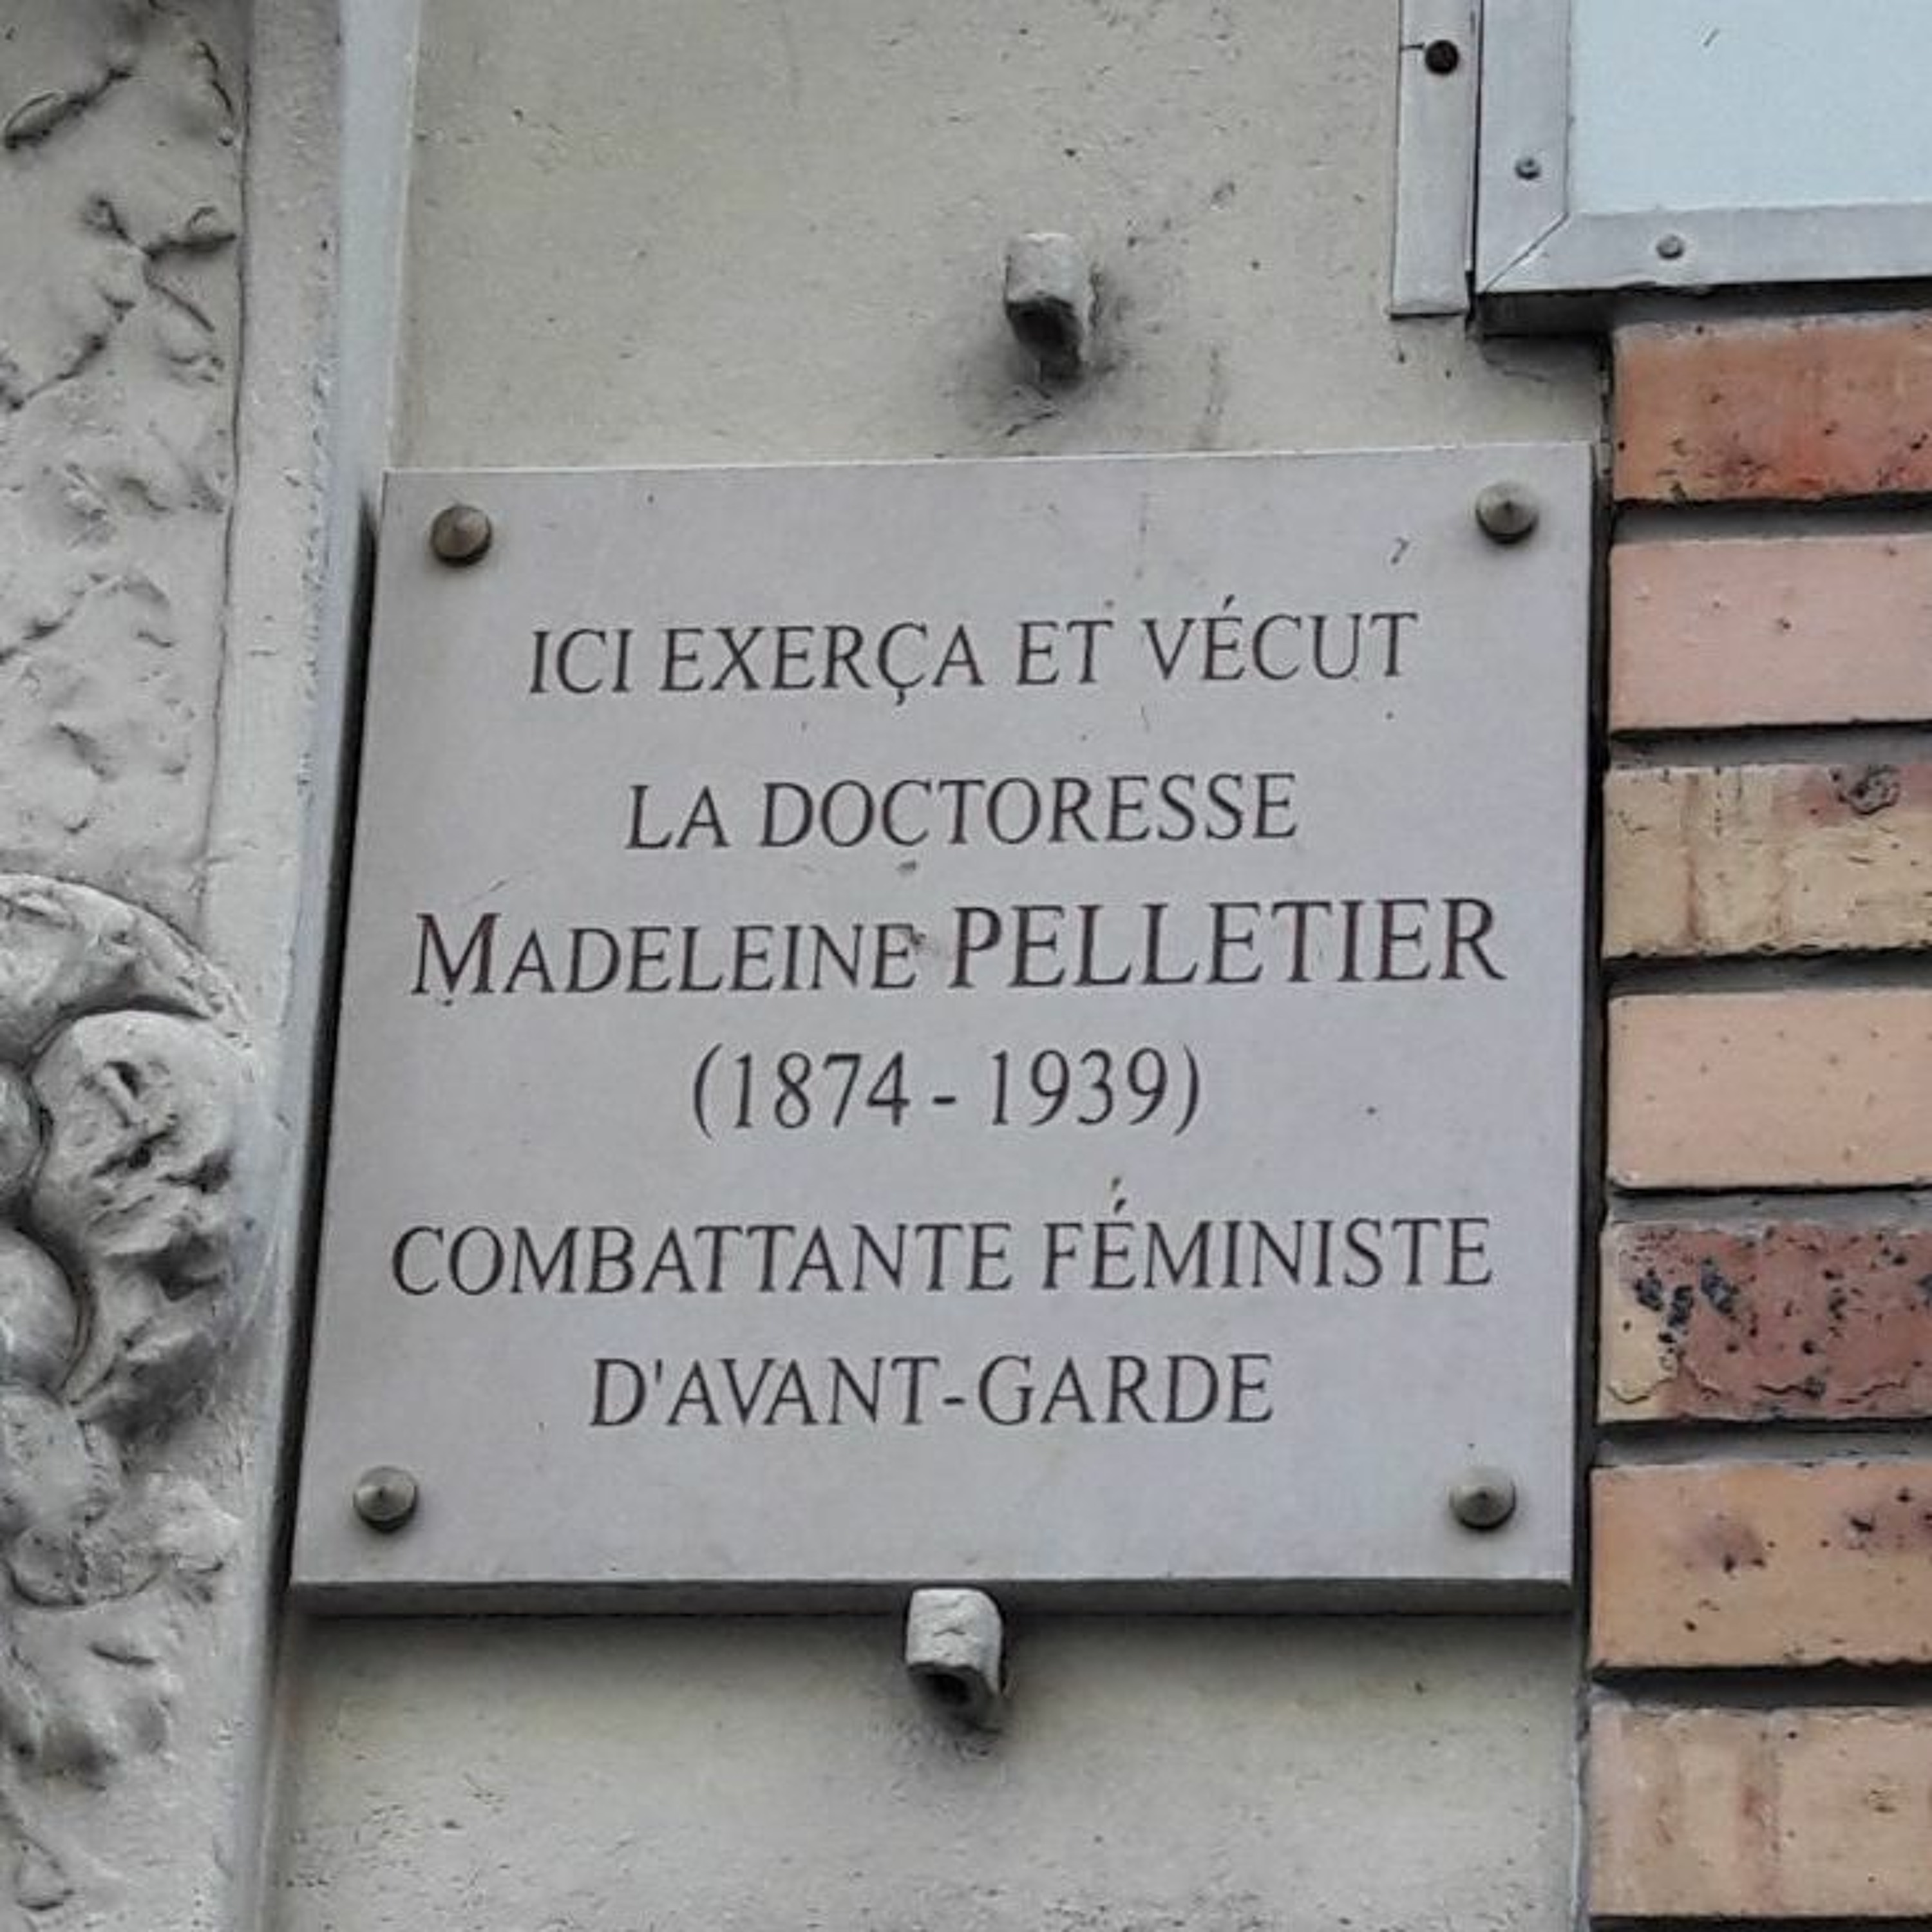 ICI EXERÇA ET VÉCUT
LA DOCTORESSE
MADELEINE PELLETIER
(1874 - 1939)
COMBATTANTE FÉMINISTE
D'AVANT-GARDE